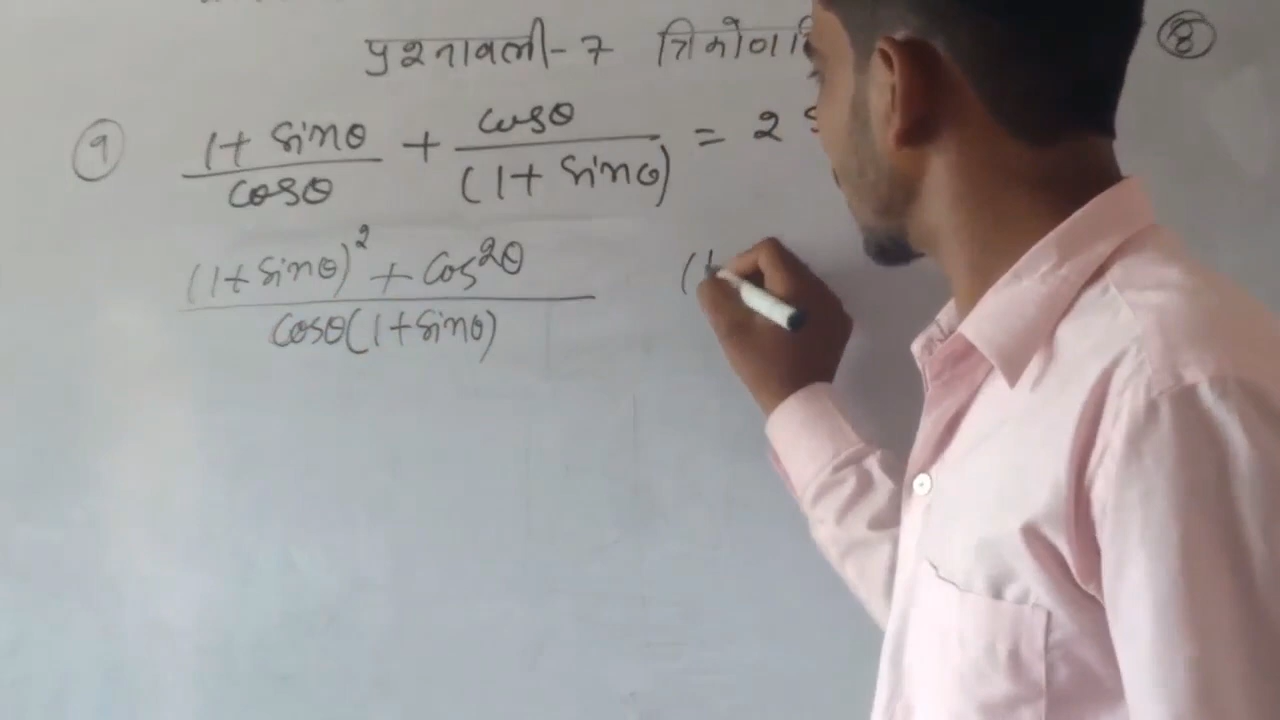 प्रश्नावली-7
8
9 (1+ sinθ)/cosθ + cosθ/(1+ sinθ) = 2
((1+sinθ)² + cos²θ)/(cosθ(1+sinθ)) (1